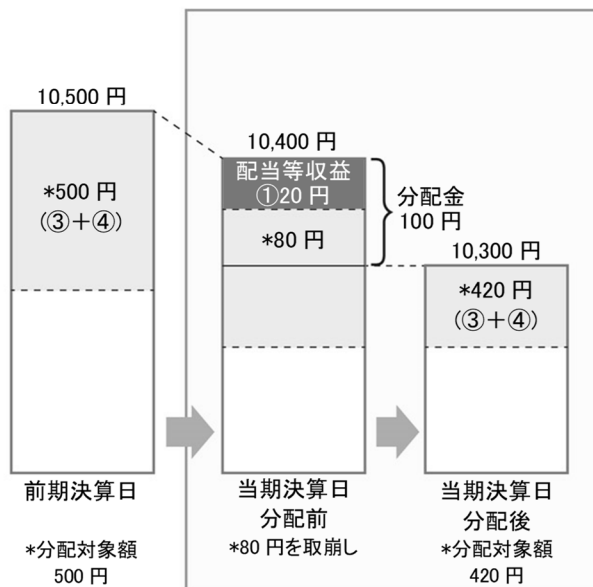 10,500 円
*500 円
(③+④)
前期決算日
*分配対象額
500 円
10,400 円
配当等収益
①20 円
*80 円
分配金
100 円
当期決算日
分配前
*80 円を取崩し
10,300 円
*420 円
(③+④)
当期決算日
分配後
*分配対象額
420 円